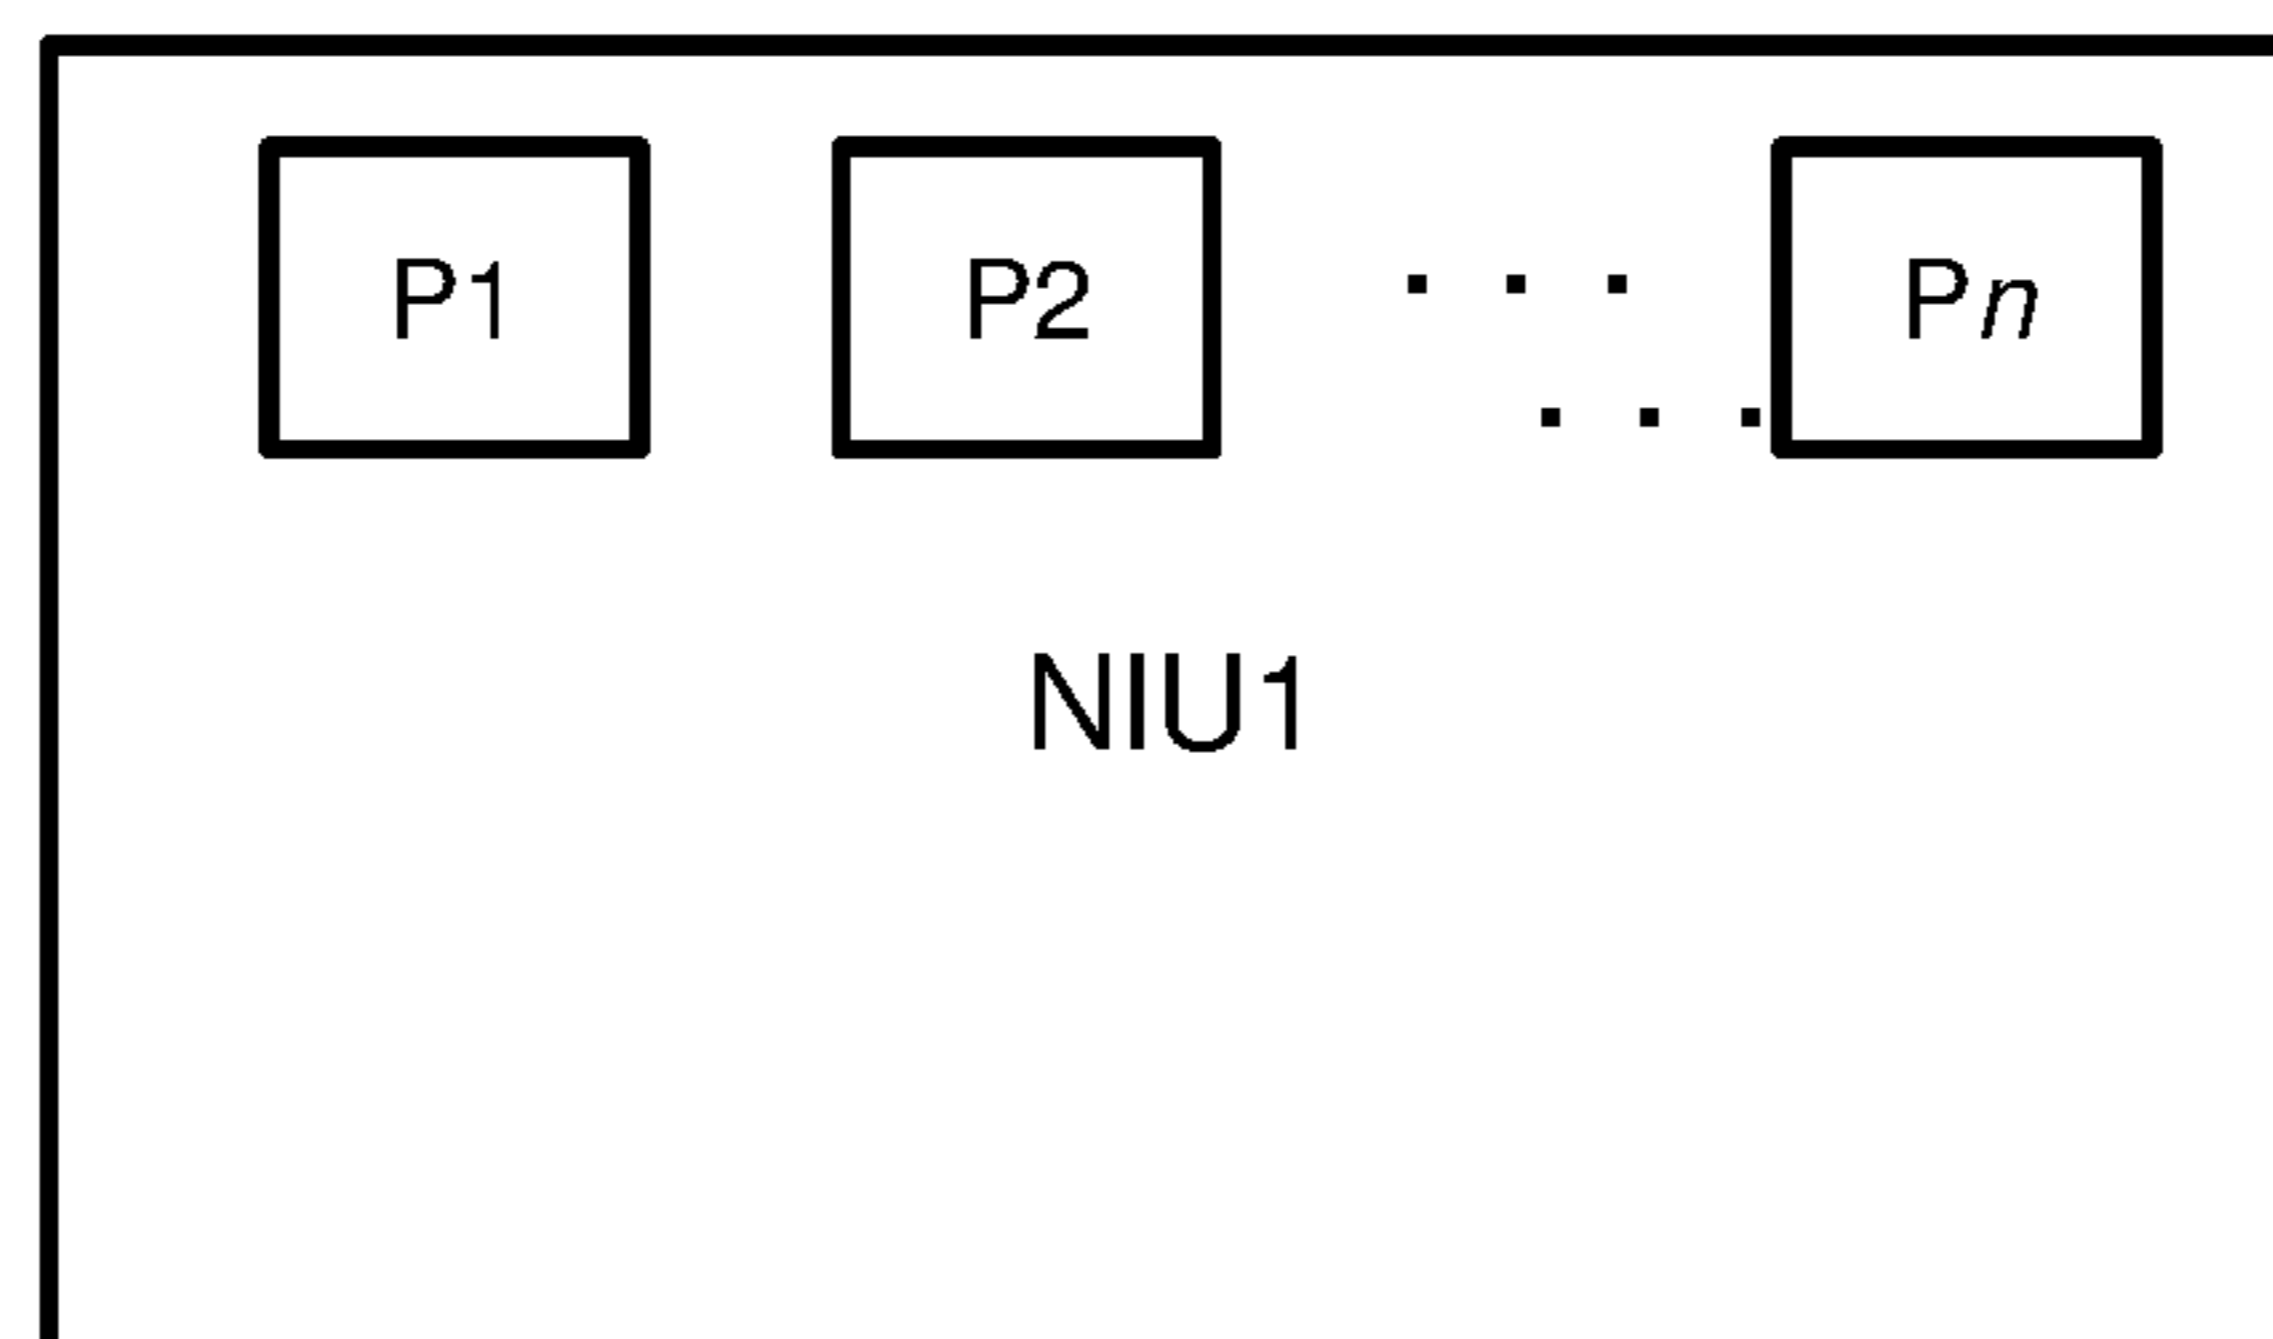 P1 P2 . . . Pn
. . .
NIU1